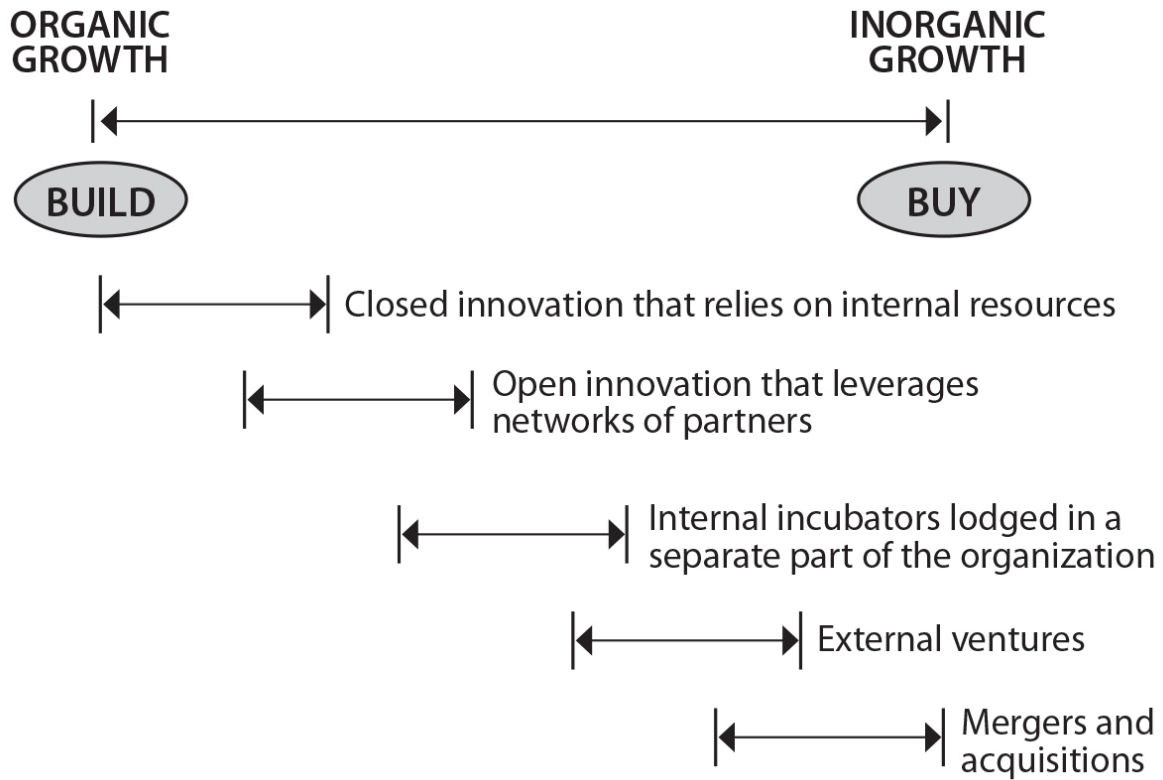 ORGANIC
GROWTH
INORGANIC
GROWTH
BUILD
BUY
Closed innovation that relies on internal resources
Open innovation that leverages
networks of partners
Internal incubators lodged in a
separate part of the organization
External ventures
Mergers and
acquisitions